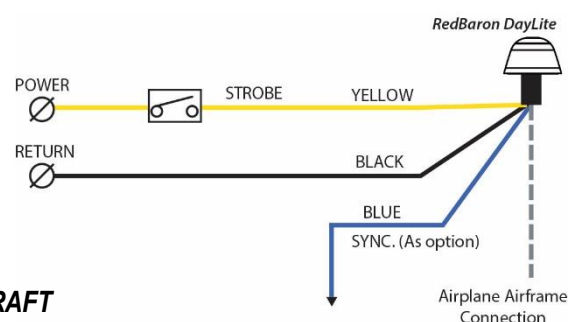 RedBaron DayLite
POWER
STROBE YELLOW
RETURN
BLACK
BLUE
SYNC. (As option)
Airplane Airframe
Connection